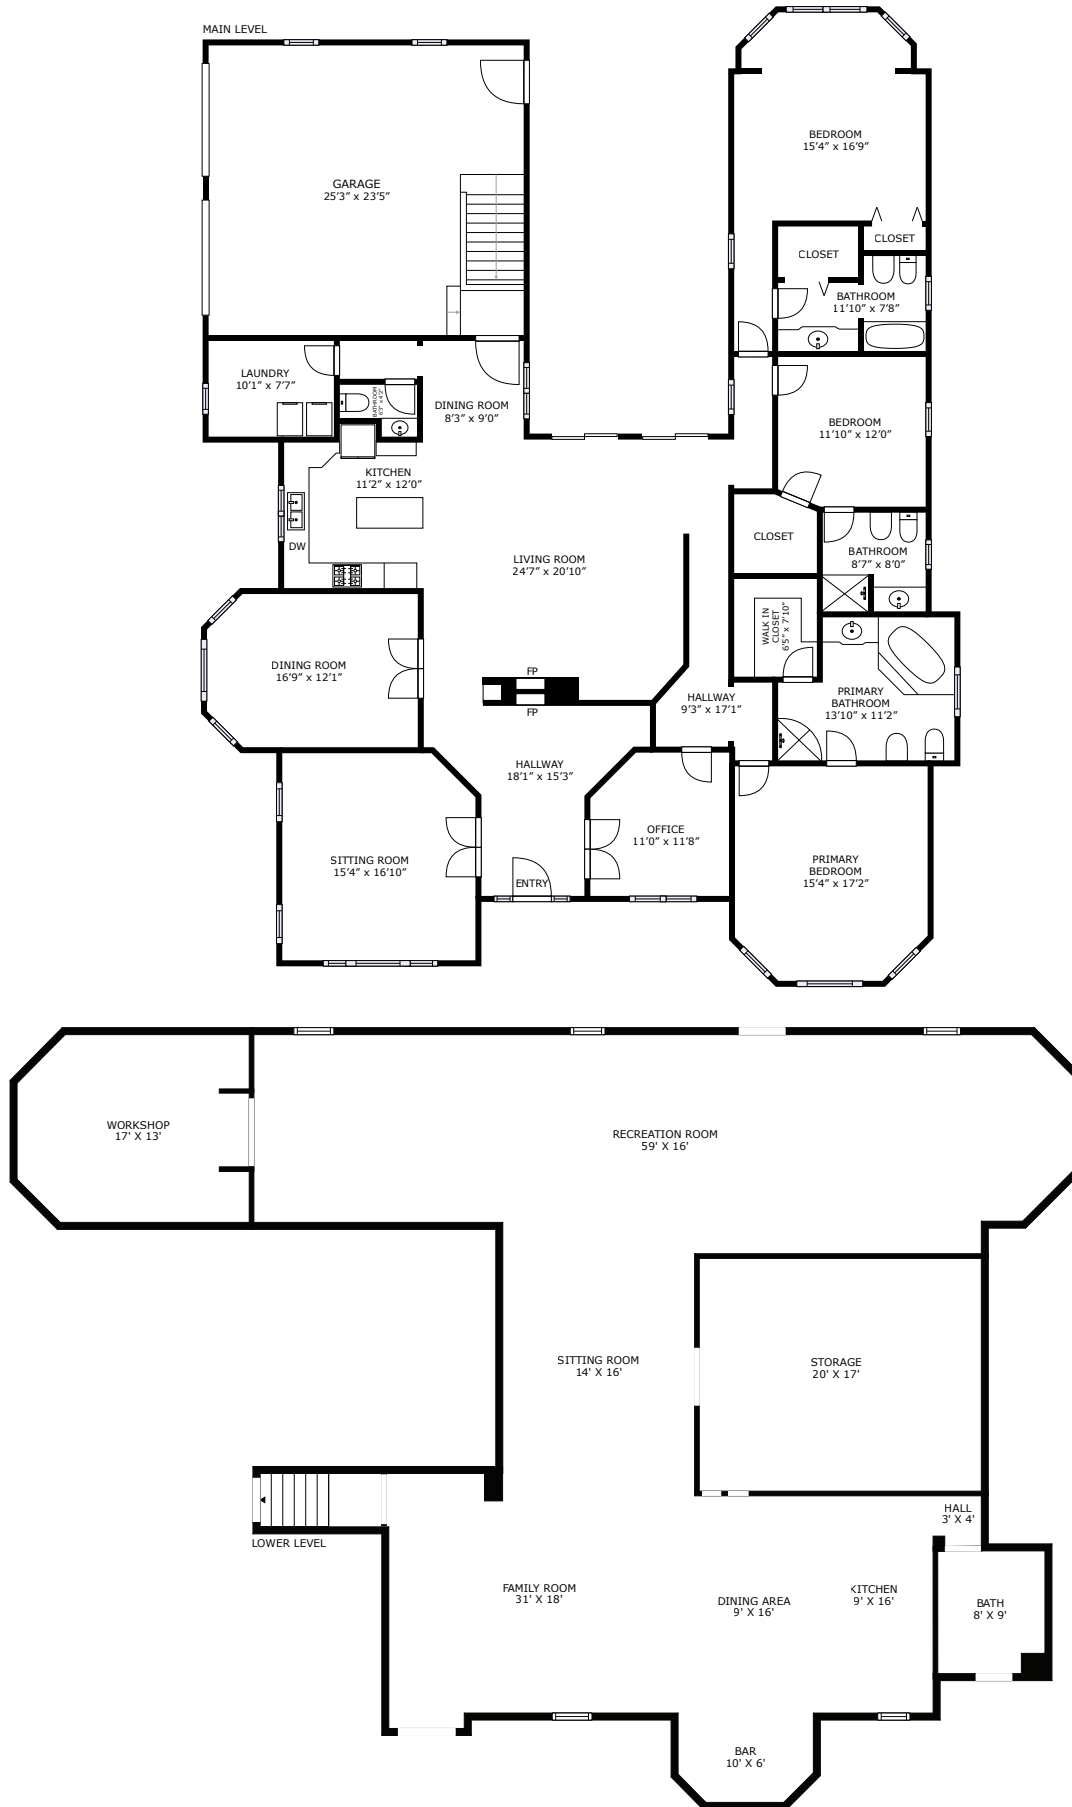 MAIN LEVEL
BEDROOM
15’4” x 16’9”
GARAGE
25’3” x 23’5”
CLOSET
CLOSET
BATHROOM
11’10” x 7’8”
LAUNDRY
10’1” x 7’7”
BATHROOM
6’3” x 4’2”
DINING ROOM
8’3” x 9’0”
BEDROOM
11’10” x 12’0”
KITCHEN
11’2” x 12’0”
DW
CLOSET
BATHROOM
8’7” x 8’0”
LIVING ROOM
24’7” x 20’10”
WALK IN
CLOSET
6’5” x 7’10”
DINING ROOM
16’9” x 12’1”
FP
FP
HALLWAY
9’3” x 17’1”
PRIMARY
BATHROOM
13’10” x 11’2”
HALLWAY
18’1” x 15’3”
OFFICE
11’0” x 11’8”
SITTING ROOM
15’4” x 16’10”
ENTRY
PRIMARY
BEDROOM
15’4” x 17’2”
WORKSHOP
17' X 13'
RECREATION ROOM
59' X 16'
SITTING ROOM
14' X 16'
STORAGE
20' X 17'
HALL
3' X 4'
LOWER LEVEL
FAMILY ROOM
31' X 18'
DINING AREA
9' X 16'
KITCHEN
9' X 16'
BATH
8' X 9'
BAR
10' X 6'